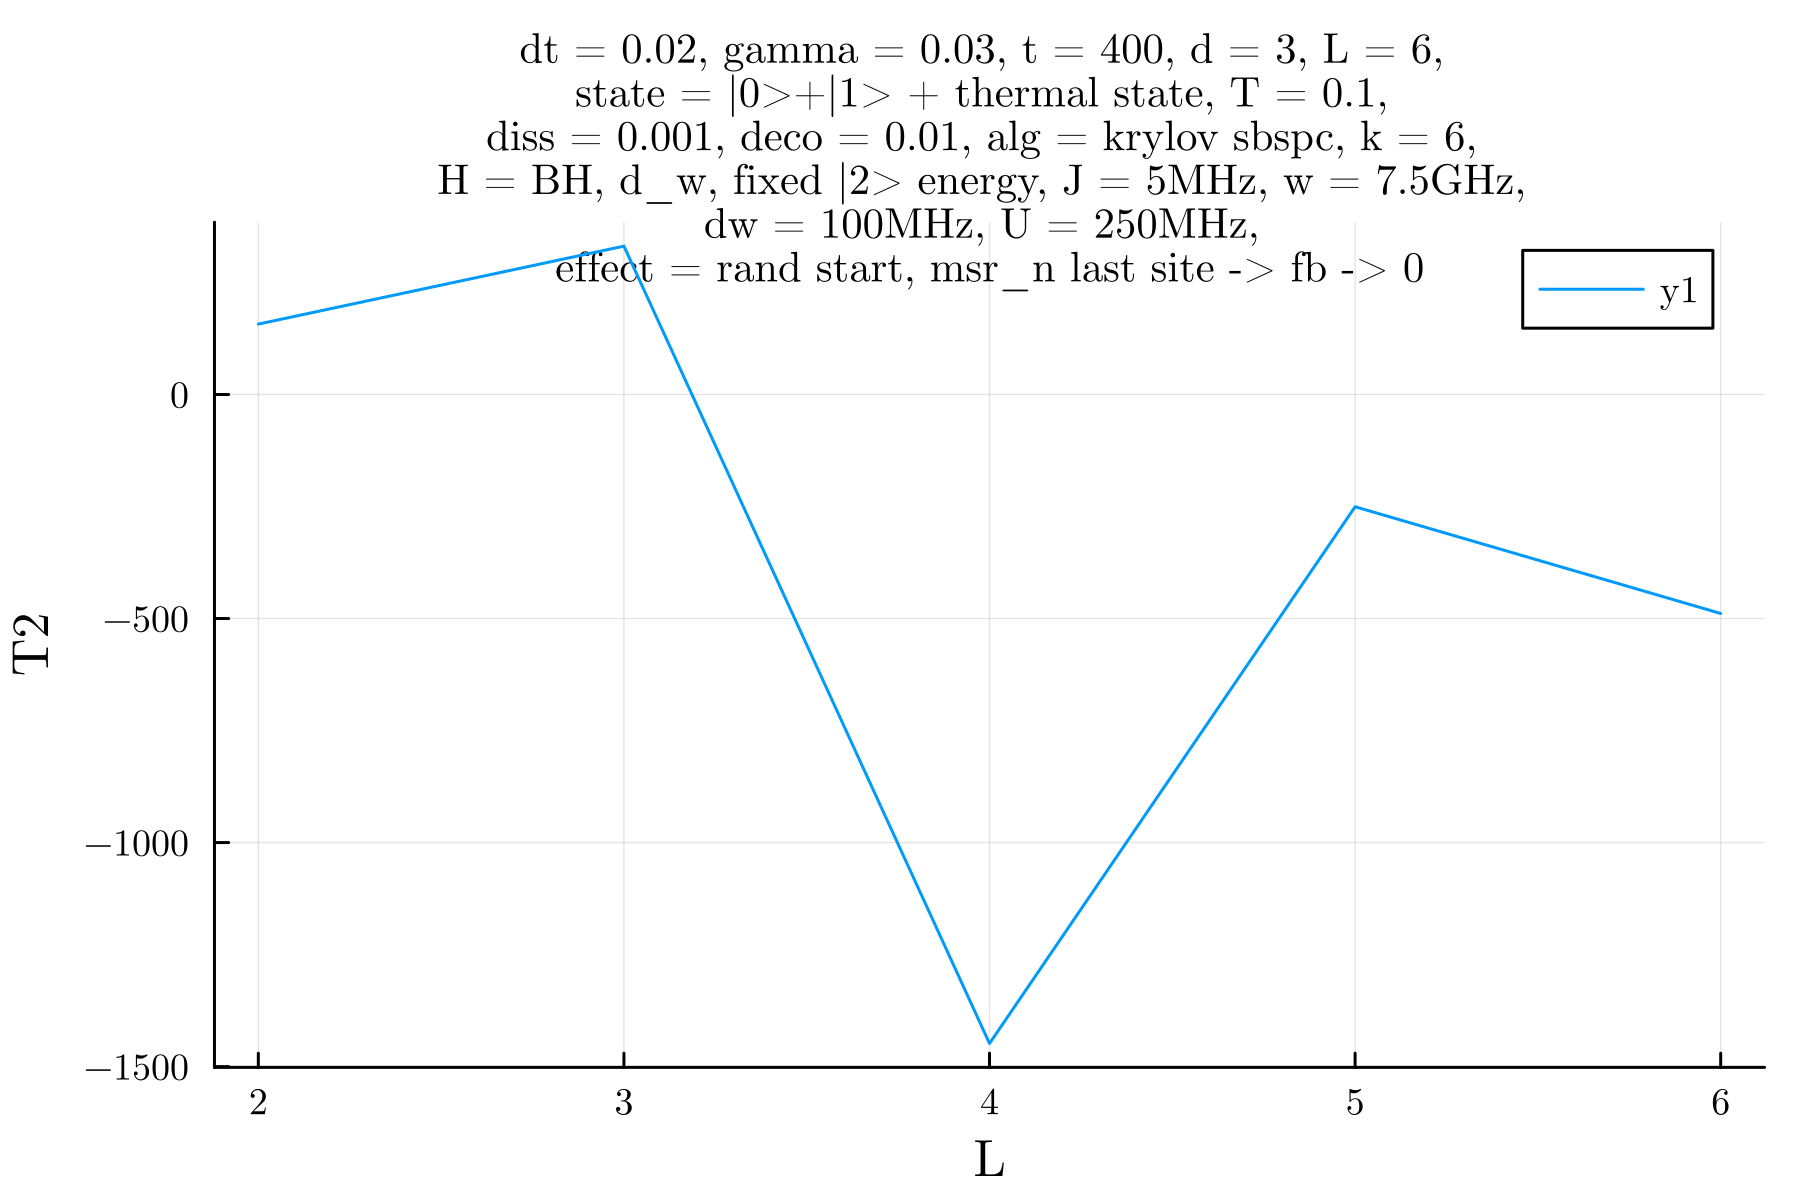 dt = 0.02, gamma = 0.03, t = 400, d = 3, L = 6,
state = |0>+|1> + thermal state, T = 0.1,
diss = 0.001, deco = 0.01, alg = krylov sbspc, k = 6,
H = BH, d_w, fixed |2> energy, J = 5MHz, w = 7.5GHz,
dw = 100MHz, U = 250MHz,
effect = rand start, msr_n last site -> fb -> 0
y1
0
−500
−1000
−1500
T2
2 3 4 5 6
L